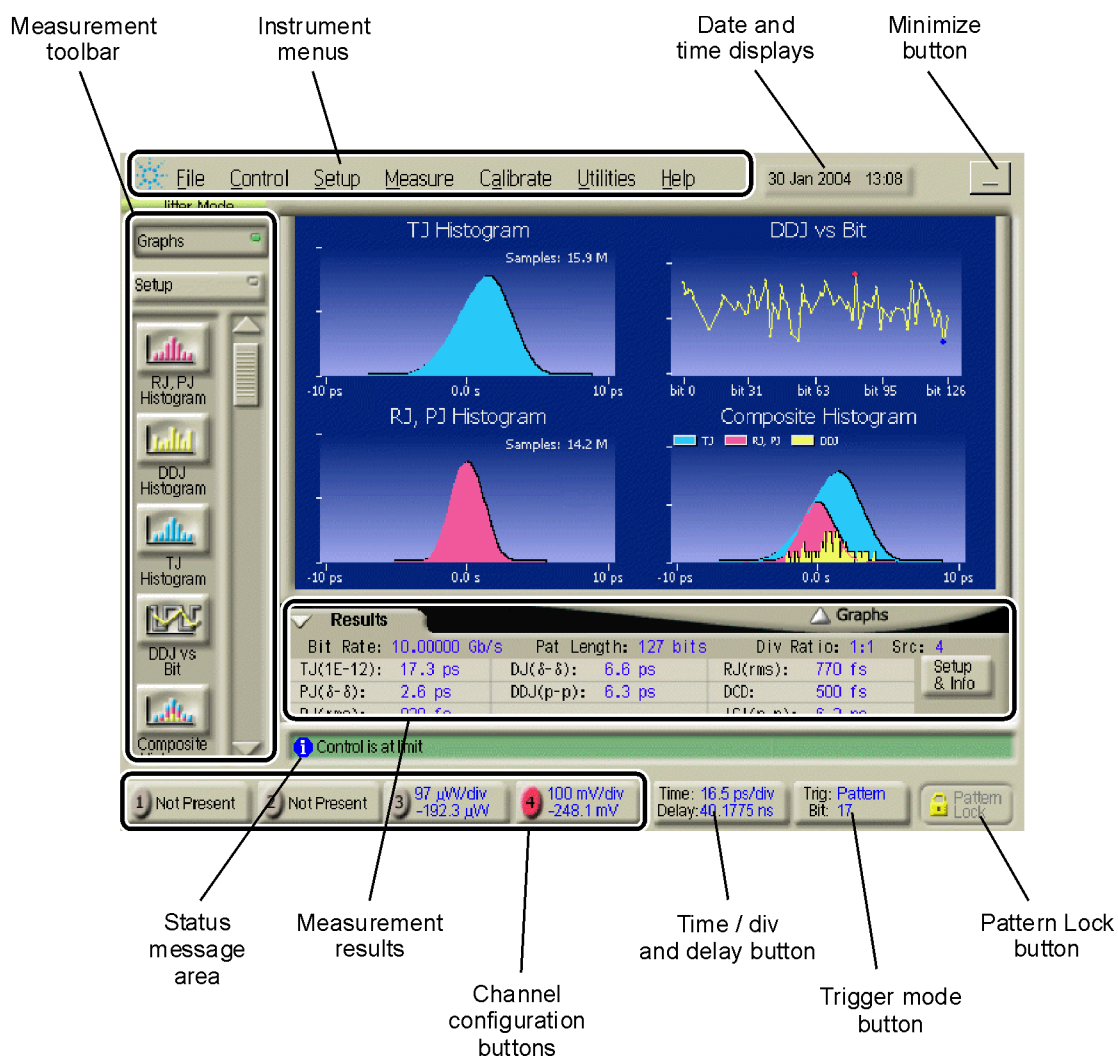 Measurement
toolbar
Instrument
menus
Date and
time displays
Minimize
button
File Control Setup Measure Calibrate Utilities Help
30 Jan 2004 13:08
Jitter Mode
Graphs
Setup
RJ, PJ
Histogram
DDJ
Histogram
TJ
Histogram
DDJ vs
Bit
Composite
TJ Histogram
Samples: 15.9 M
-10 ps 0.0 s 10 ps
DDJ vs Bit
bit 0 bit 31 bit 63 bit 95 bit 126
RJ, PJ Histogram
Samples: 14.2 M
-10 ps 0.0 s 10 ps
Composite Histogram
TJ RJ, PJ DDJ
-10 ps 0.0 s 10 ps
Results
Graphs
Bit Rate: 10.00000 Gb/s Pat Length: 127 bits Div Ratio: 1:1 Src: 4
TJ(1E-12): 17.3 ps DJ(δ-δ): 6.6 ps RJ(rms): 770 fs
PJ(δ-δ): 2.6 ps DDJ(p-p): 6.3 ps DCD: 500 fs
Setup
& Info
Control is at limit
1 Not Present
2 Not Present
3 97 µW/div
-192.3 µW
4 100 mV/div
-248.1 mV
Time: 16.5 ps/div
Delay:40.1775 ns
Trig: Pattern
Bit: 17
Pattern
Lock
Status
message
area
Measurement
results
Channel
configuration
buttons
Time / div
and delay button
Trigger mode
button
Pattern Lock
button